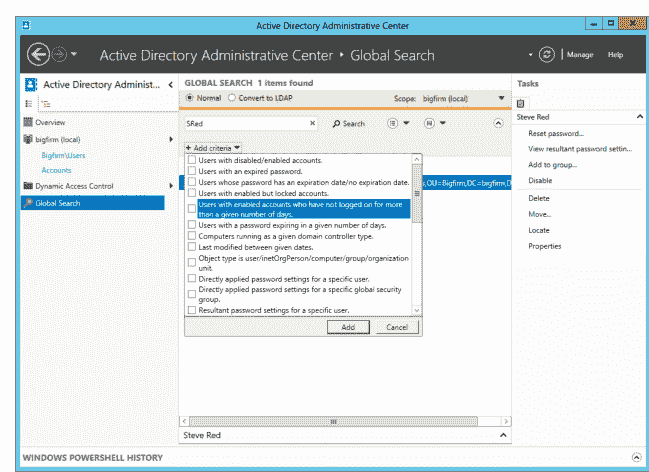 Active Directory Administrative Center
Active Directory Administrative Center • Global Search
Manage Help
Active Directory Administ...
Overview
bigfirm (local)
Bigfirm\Users
Accounts
Dynamic Access Control
Global Search
GLOBAL SEARCH 1 items found
Normal Convert to LDAP Scope: bigfirm (local)
SRed × Search
+ Add criteria
Users with disabled/enabled accounts.
Users with an expired password.
Users whose password has an expiration date/no expiration date.
Users with enabled but locked accounts.
Users with enabled accounts who have not logged on for more
than a given number of days.
Users with a password expiring in a given number of days.
Computers running as a given domain controller type.
Last modified between given dates.
Object type is user/inetOrgPerson/computer/group/organization
unit.
Directly applied password settings for a specific user.
Directly applied password settings for a specific global security
group.
Resultant password settings for a specific user.
Add Cancel
OU=Bigfirm,DC=bigfirm,D
Steve Red
Tasks
Steve Red
Reset password...
View resultant password settin...
Add to group...
Disable
Delete
Move...
Locate
Properties
WINDOWS POWERSHELL HISTORY